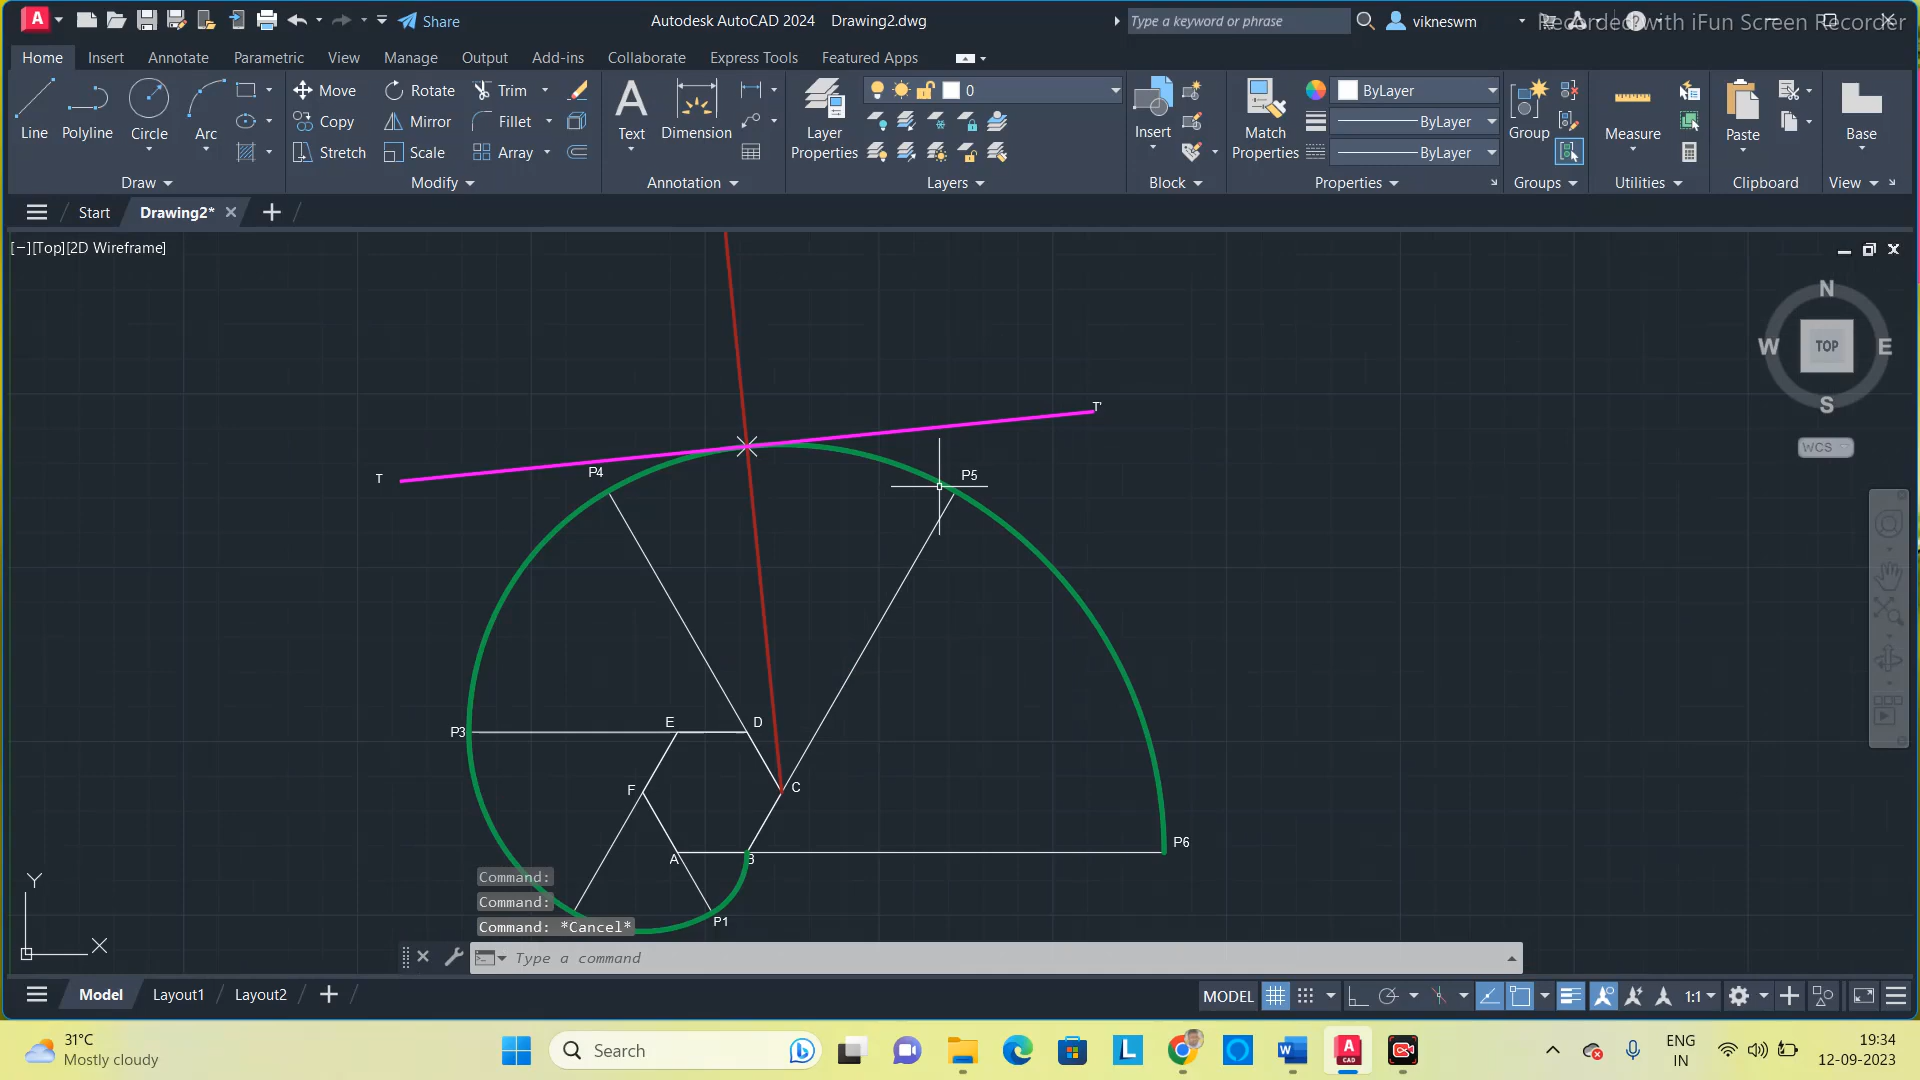 A Share Autodesk AutoCAD 2024 Drawing2.dwg Type a keyword or phrase vikneswm ?
Recorded with iFun Screen Recorder
Home Insert Annotate Parametric View Manage Output Add-ins Collaborate Express Tools Featured Apps
Line Polyline Circle Arc
Move Rotate Trim
Copy Mirror Fillet
Stretch Scale Array
A Text Dimension
Layer Properties
0
Insert
Match Properties
ByLayer
ByLayer
ByLayer
Group Measure Paste Base
Draw Modify Annotation Layers Block Properties Groups Utilities Clipboard View
Start Drawing2* +
[−][Top][2D Wireframe]
N
W TOP E
S
WCS
T'
T
P4
P5
P3
E
D
F
C
A
B
P6
P1
Command:
Command:
Command: *Cancel*
Y
X
Type a command
Model Layout1 Layout2 + MODEL 1:1
31°C
Mostly cloudy
Search
L
W
A
CAD
ENG
IN
19:34
12-09-2023